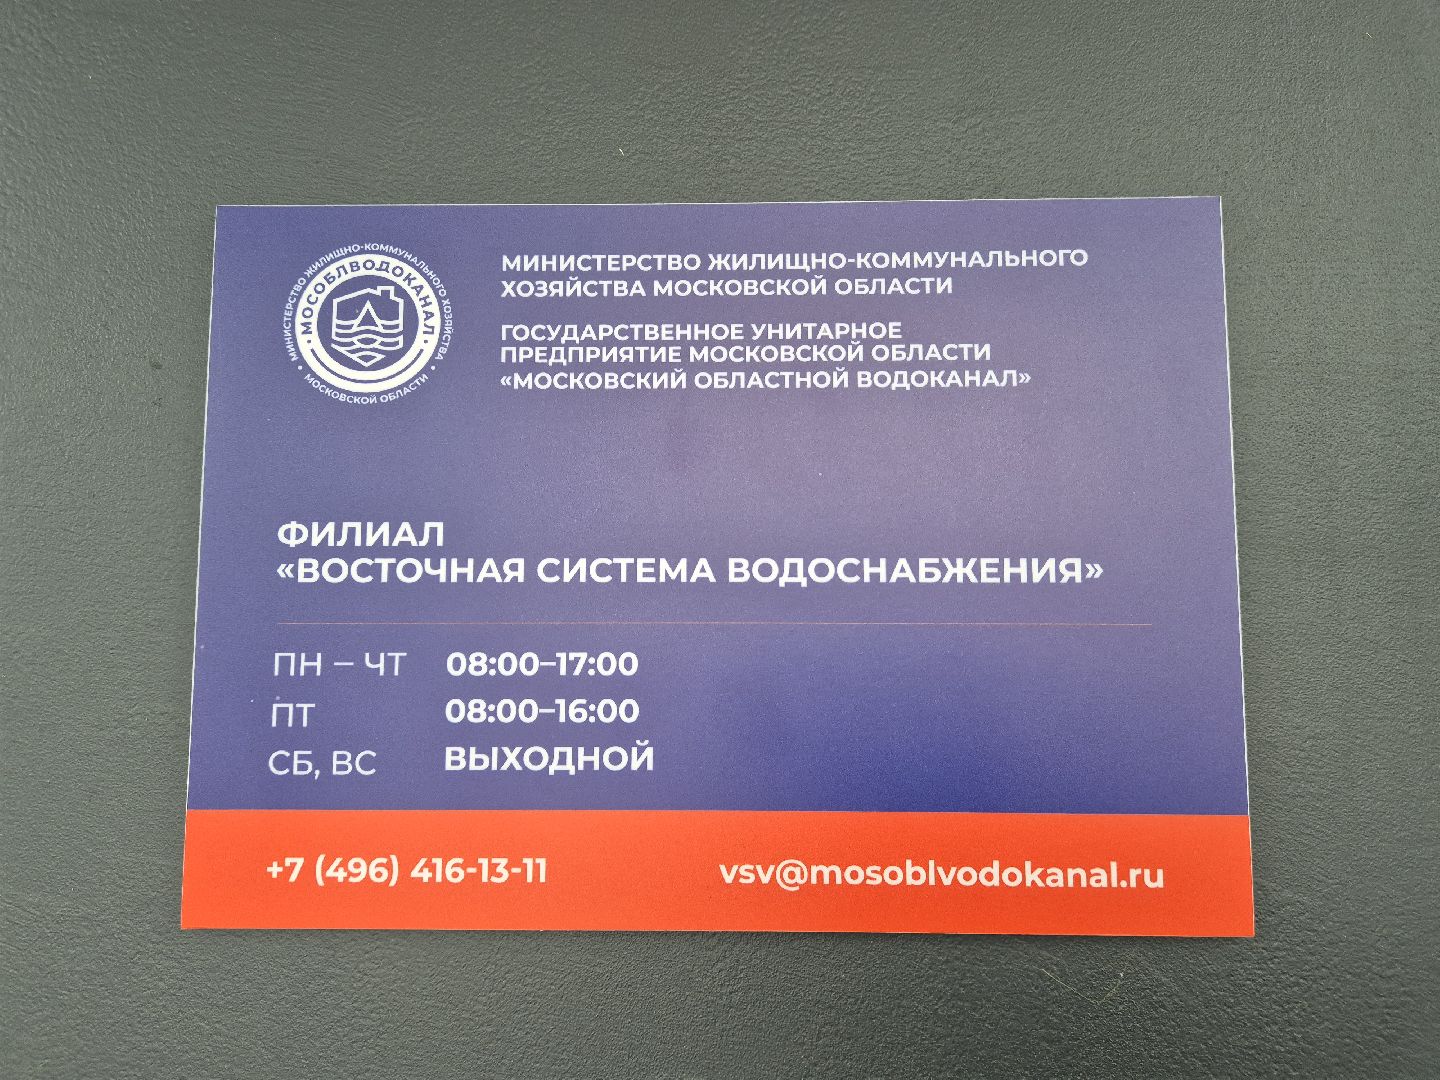 МИНИСТЕРСТВО ЖИЛИЩНО-КОММУНАЛЬНОГО ХОЗЯЙСТВА
МОСОБЛВОДОКАНАЛ
МОСКОВСКОЙ ОБЛАСТИ
МИНИСТЕРСТВО ЖИЛИЩНО-КОММУНАЛЬНОГО
ХОЗЯЙСТВА МОСКОВСКОЙ ОБЛАСТИ
ГОСУДАРСТВЕННОЕ УНИТАРНОЕ
ПРЕДПРИЯТИЕ МОСКОВСКОЙ ОБЛАСТИ
«МОСКОВСКИЙ ОБЛАСТНОЙ ВОДОКАНАЛ»
ФИЛИАЛ
«ВОСТОЧНАЯ СИСТЕМА ВОДОСНАБЖЕНИЯ»
ПН – ЧТ 08:00–17:00
ПТ 08:00–16:00
СБ, ВС ВЫХОДНОЙ
+7 (496) 416-13-11 vsv@mosoblvodokanal.ru